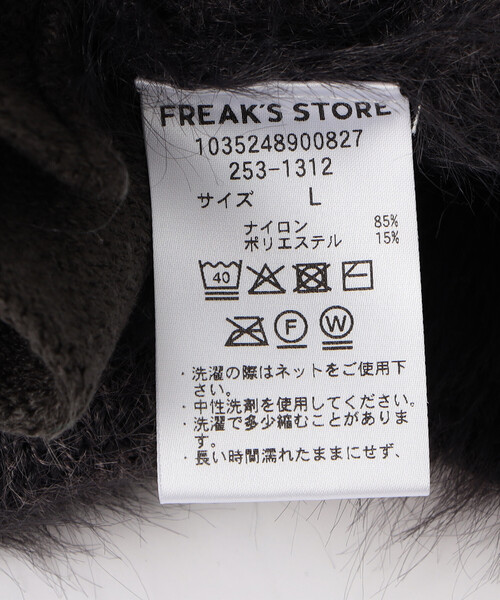 FREAK'S STORE
1035248900827
253-1312
サイズ L
ナイロン 85%
ポリエステル 15%
40
F W
・洗濯の際はネットをご使用下
さい。
・中性洗剤を使用してください。
・洗濯で多少縮むことがありま
す。
・長い時間濡れたままにせず、